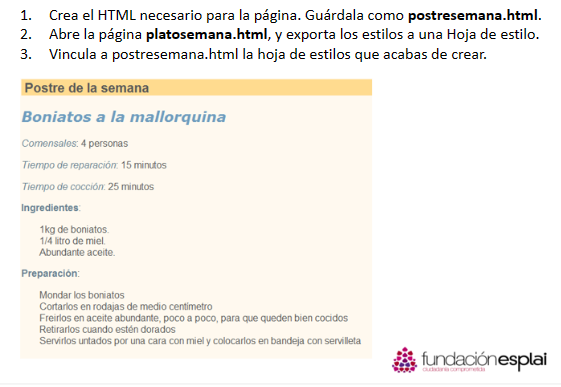 1. Crea el HTML necesario para la página. Guárdala como postresemana.html.
2. Abre la página platosemana.html, y exporta los estilos a una Hoja de estilo.
3. Vincula a postresemana.html la hoja de estilos que acabas de crear.
Postre de la semana
Boniatos a la mallorquina
Comensales: 4 personas
Tiempo de reparación: 15 minutos
Tiempo de cocción: 25 minutos
Ingredientes:
1kg de boniatos.
1/4 litro de miel.
Abundante aceite.
Preparación:
Mondar los boniatos
Cortarlos en rodajas de medio centímetro
Freirlos en aceite abundante, poco a poco, para que queden bien cocidos
Retirarlos cuando estén dorados
Servirlos untados por una cara con miel y colocarlos en bandeja con servilleta
fundaciónesplai
ciudadanía comprometida